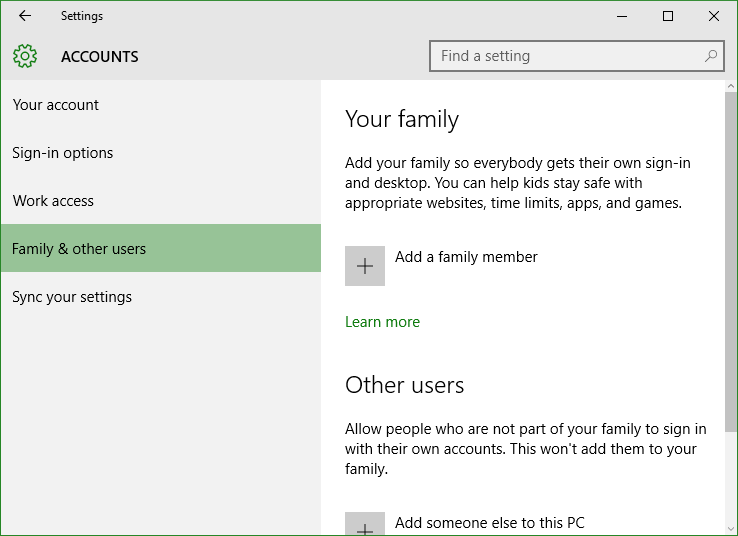 Settings
ACCOUNTS
Find a setting
Your account
Sign-in options
Work access
Family & other users
Sync your settings
Your family
Add your family so everybody gets their own sign-in
and desktop. You can help kids stay safe with
appropriate websites, time limits, apps, and games.
Add a family member
Learn more
Other users
Allow people who are not part of your family to sign in
with their own accounts. This won't add them to your
family.
Add someone else to this PC